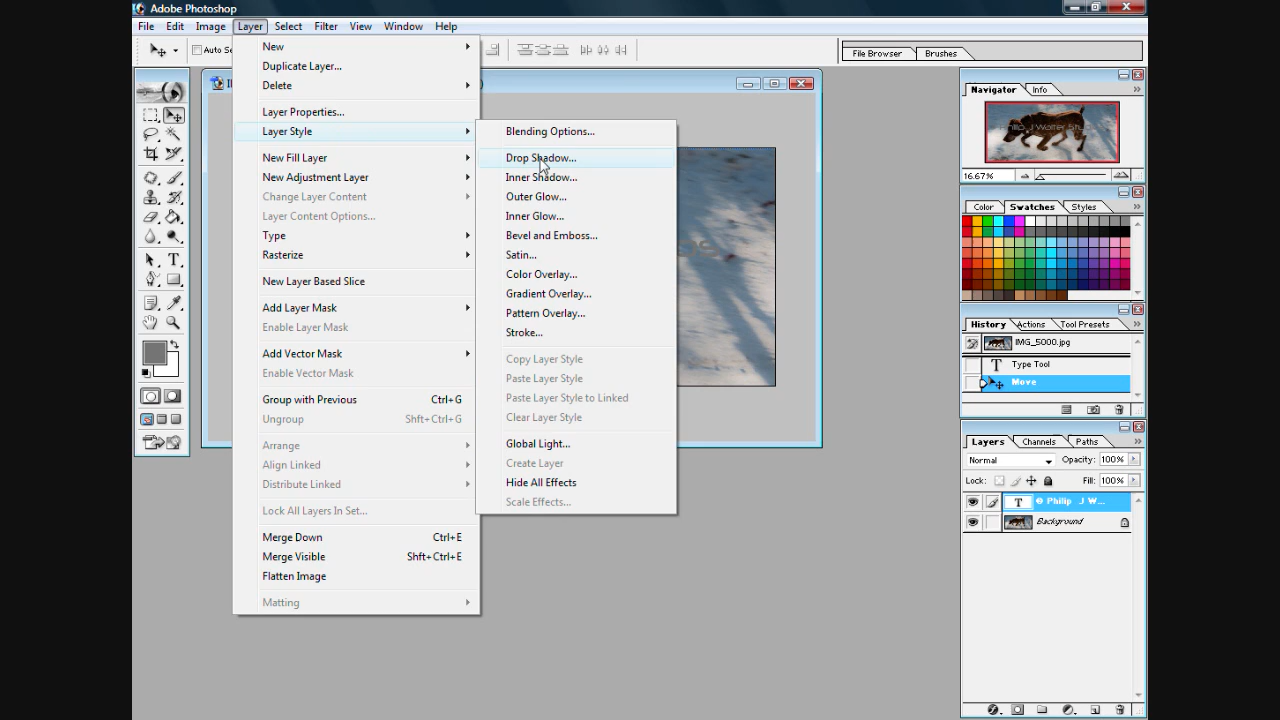 Adobe Photoshop
File Edit Image Layer Select Filter View Window Help
File Browser Brushes
New
Duplicate Layer...
Delete
Layer Properties...
Layer Style
New Fill Layer
New Adjustment Layer
Change Layer Content
Layer Content Options...
Type
Rasterize
New Layer Based Slice
Add Layer Mask
Enable Layer Mask
Add Vector Mask
Enable Vector Mask
Group with Previous Ctrl+G
Ungroup Shft+Ctrl+G
Arrange
Align Linked
Distribute Linked
Lock All Layers In Set...
Merge Down Ctrl+E
Merge Visible Shft+Ctrl+E
Flatten Image
Matting
Blending Options...
Drop Shadow...
Inner Shadow...
Outer Glow...
Inner Glow...
Bevel and Emboss...
Satin...
Color Overlay...
Gradient Overlay...
Pattern Overlay...
Stroke...
Copy Layer Style
Paste Layer Style
Paste Layer Style to Linked
Clear Layer Style
Global Light...
Create Layer
Hide All Effects
Scale Effects...
Navigator Info
16.67%
Color Swatches Styles
History Actions Tool Presets
IMG_5000.jpg
Type Tool
Move
Layers Channels Paths
Normal Opacity: 100%
Lock: Fill: 100%
Philip J W...
Background